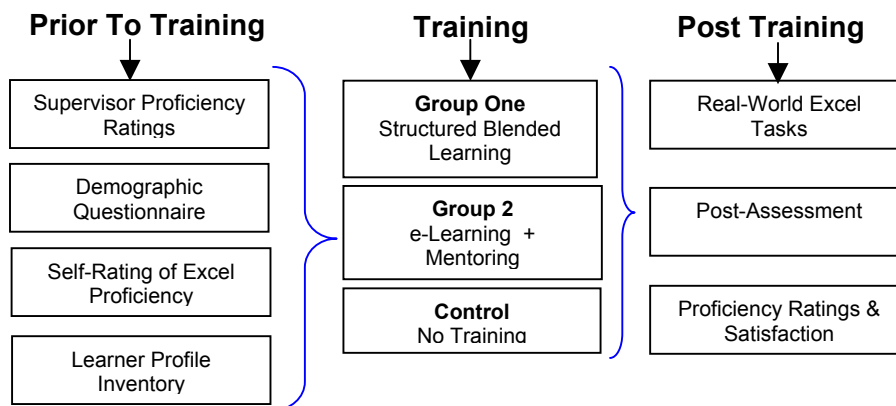 Prior To Training
Supervisor Proficiency
Ratings
Demographic
Questionnaire
Self-Rating of Excel
Proficiency
Learner Profile
Inventory
Training
Group One
Structured Blended
Learning
Group 2
e-Learning +
Mentoring
Control
No Training
Post Training
Real-World Excel
Tasks
Post-Assessment
Proficiency Ratings &
Satisfaction